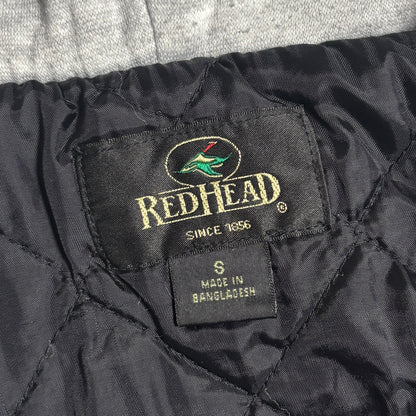 REDHEAD®
SINCE 1856
S
MADE IN
BANGLADESH